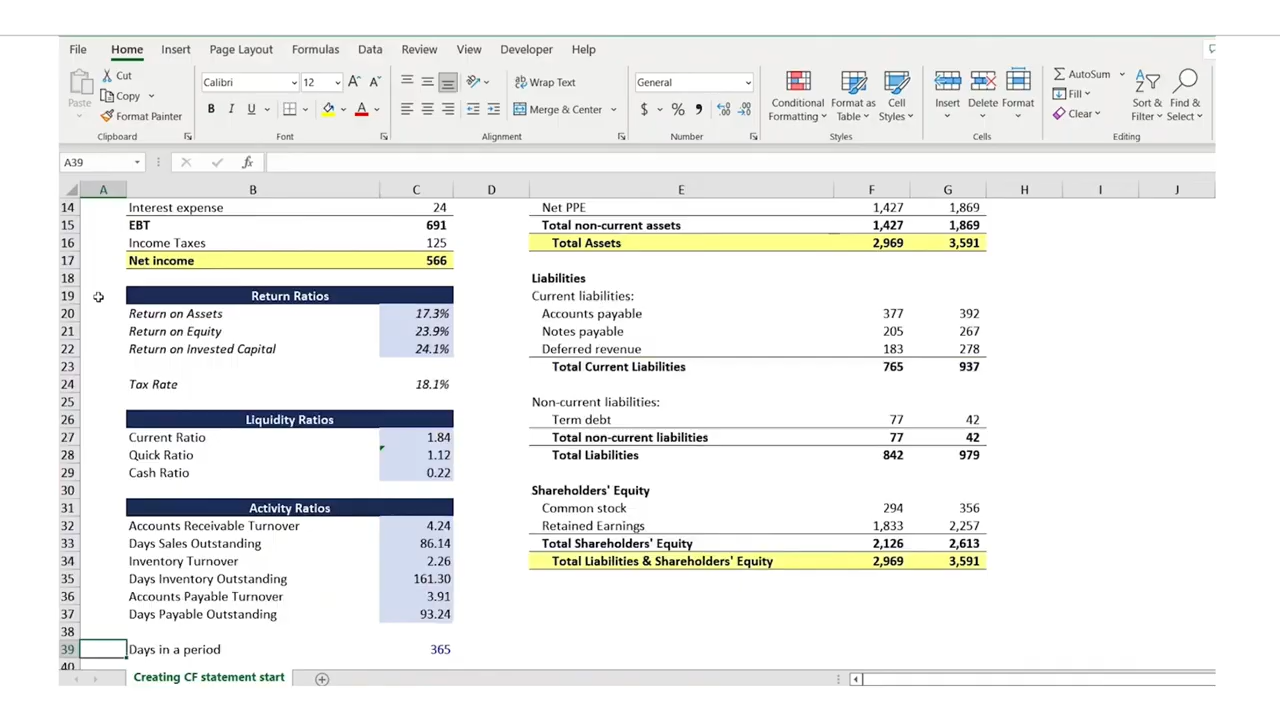 File Home Insert Page Layout Formulas Data Review View Developer Help
Cut
Copy
Format Painter
Paste
Calibri 12
B I U
Wrap Text
Merge & Center
General
$ %
Conditional Formatting
Format as Table
Cell Styles
Insert Delete Format
AutoSum
Fill
Clear
Sort & Filter
Find & Select
Clipboard Font Alignment Number Styles Cells Editing
A39 fx
A B C D E F G H I J
14 Interest expense 24 Net PPE 1,427 1,869
15 EBT 691 Total non-current assets 1,427 1,869
16 Income Taxes 125 Total Assets 2,969 3,591
17 Net income 566
18 Liabilities
19 Return Ratios Current liabilities:
20 Return on Assets 17.3% Accounts payable 377 392
21 Return on Equity 23.9% Notes payable 205 267
22 Return on Invested Capital 24.1% Deferred revenue 183 278
23 Total Current Liabilities 765 937
24 Tax Rate 18.1%
25 Non-current liabilities:
26 Liquidity Ratios Term debt 77 42
27 Current Ratio 1.84 Total non-current liabilities 77 42
28 Quick Ratio 1.12 Total Liabilities 842 979
29 Cash Ratio 0.22
30 Shareholders' Equity
31 Activity Ratios Common stock 294 356
32 Accounts Receivable Turnover 4.24 Retained Earnings 1,833 2,257
33 Days Sales Outstanding 86.14 Total Shareholders' Equity 2,126 2,613
34 Inventory Turnover 2.26 Total Liabilities & Shareholders' Equity 2,969 3,591
35 Days Inventory Outstanding 161.30
36 Accounts Payable Turnover 3.91
37 Days Payable Outstanding 93.24
38
39 Days in a period 365
40
Creating CF statement start